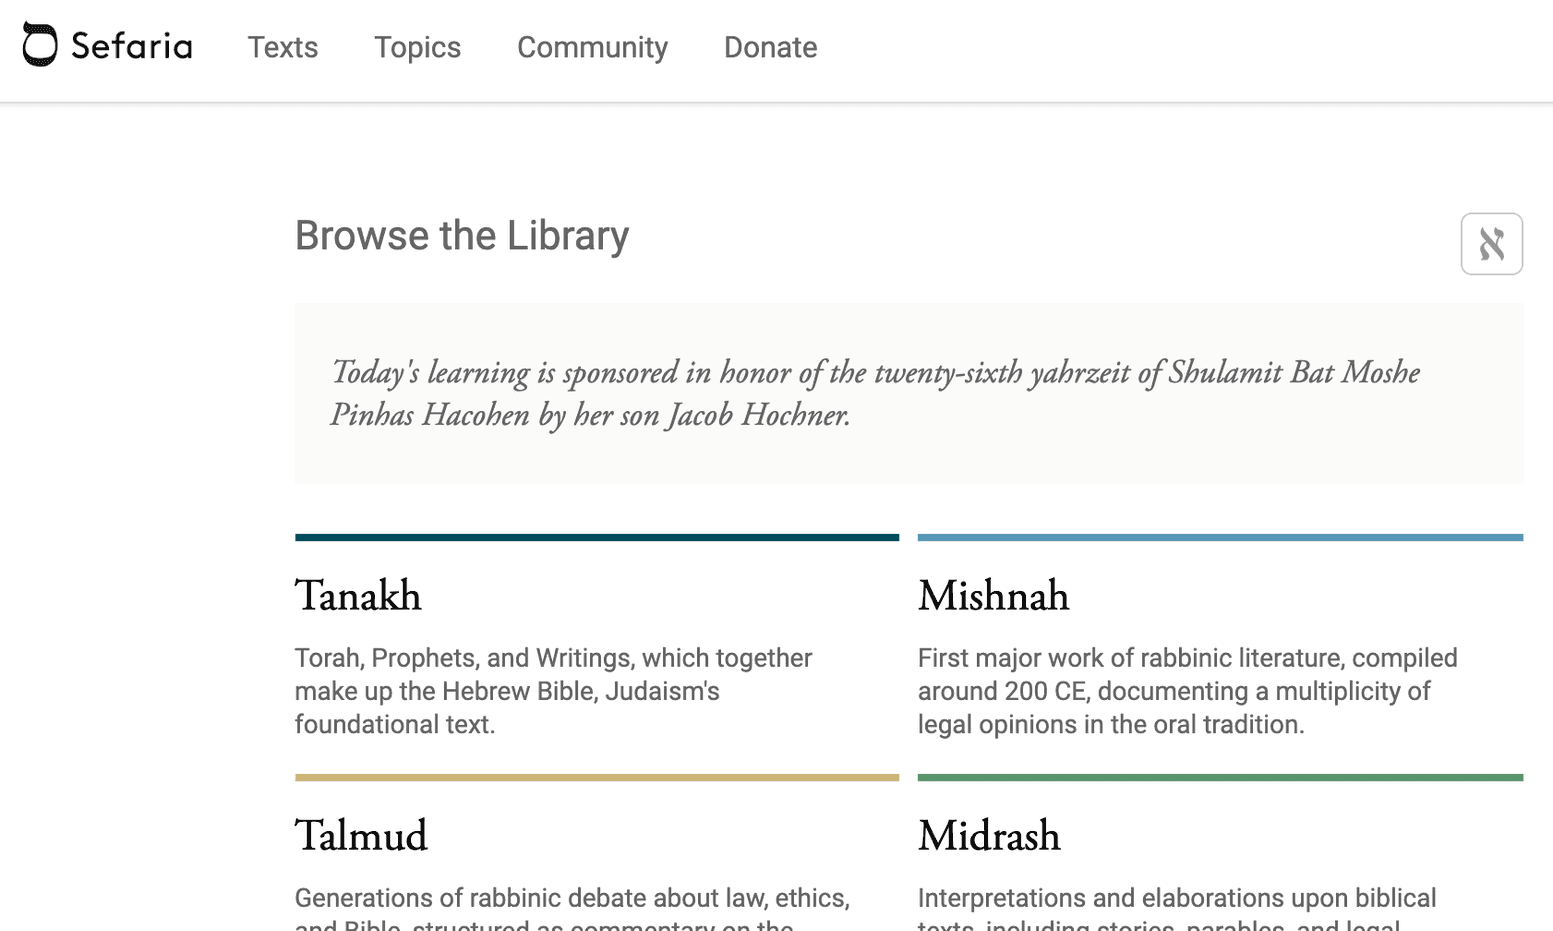 Sefaria Texts Topics Community Donate
Browse the Library
א
Today's learning is sponsored in honor of the twenty-sixth yahrzeit of Shulamit Bat Moshe
Pinhas Hacohen by her son Jacob Hochner.
Tanakh
Torah, Prophets, and Writings, which together
make up the Hebrew Bible, Judaism's
foundational text.
Mishnah
First major work of rabbinic literature, compiled
around 200 CE, documenting a multiplicity of
legal opinions in the oral tradition.
Talmud
Generations of rabbinic debate about law, ethics,
and Bible, structured as commentary on the
Midrash
Interpretations and elaborations upon biblical
texts, including stories, parables, and legal